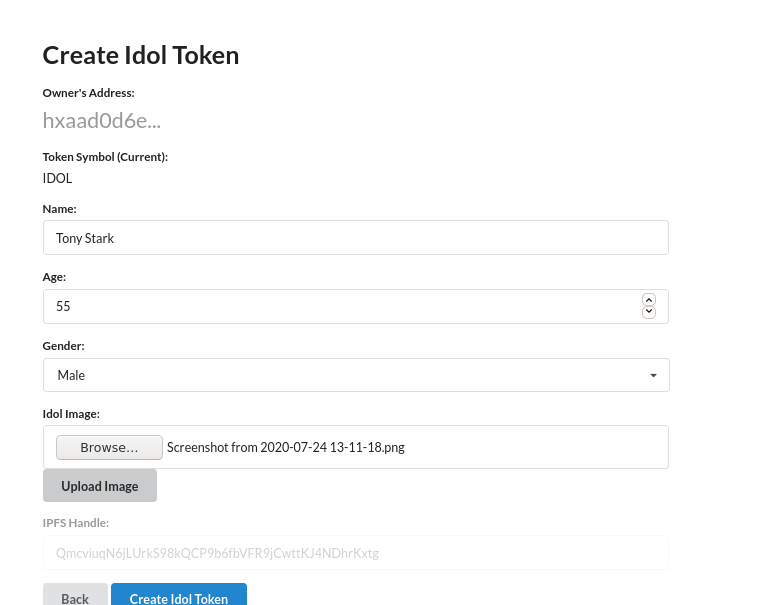 Create Idol Token
Owner's Address:
hxaad0d6e...
Token Symbol (Current):
IDOL
Name:
Tony Stark
Age:
55
Gender:
Male
Idol Image:
Browse... Screenshot from 2020-07-24 13-11-18.png
Upload Image
IPFS Handle:
QmcviuqN6jLUrkS98kQCP9b6fbVFR9jCwttKJ4NDhrKxtg
Back Create Idol Token